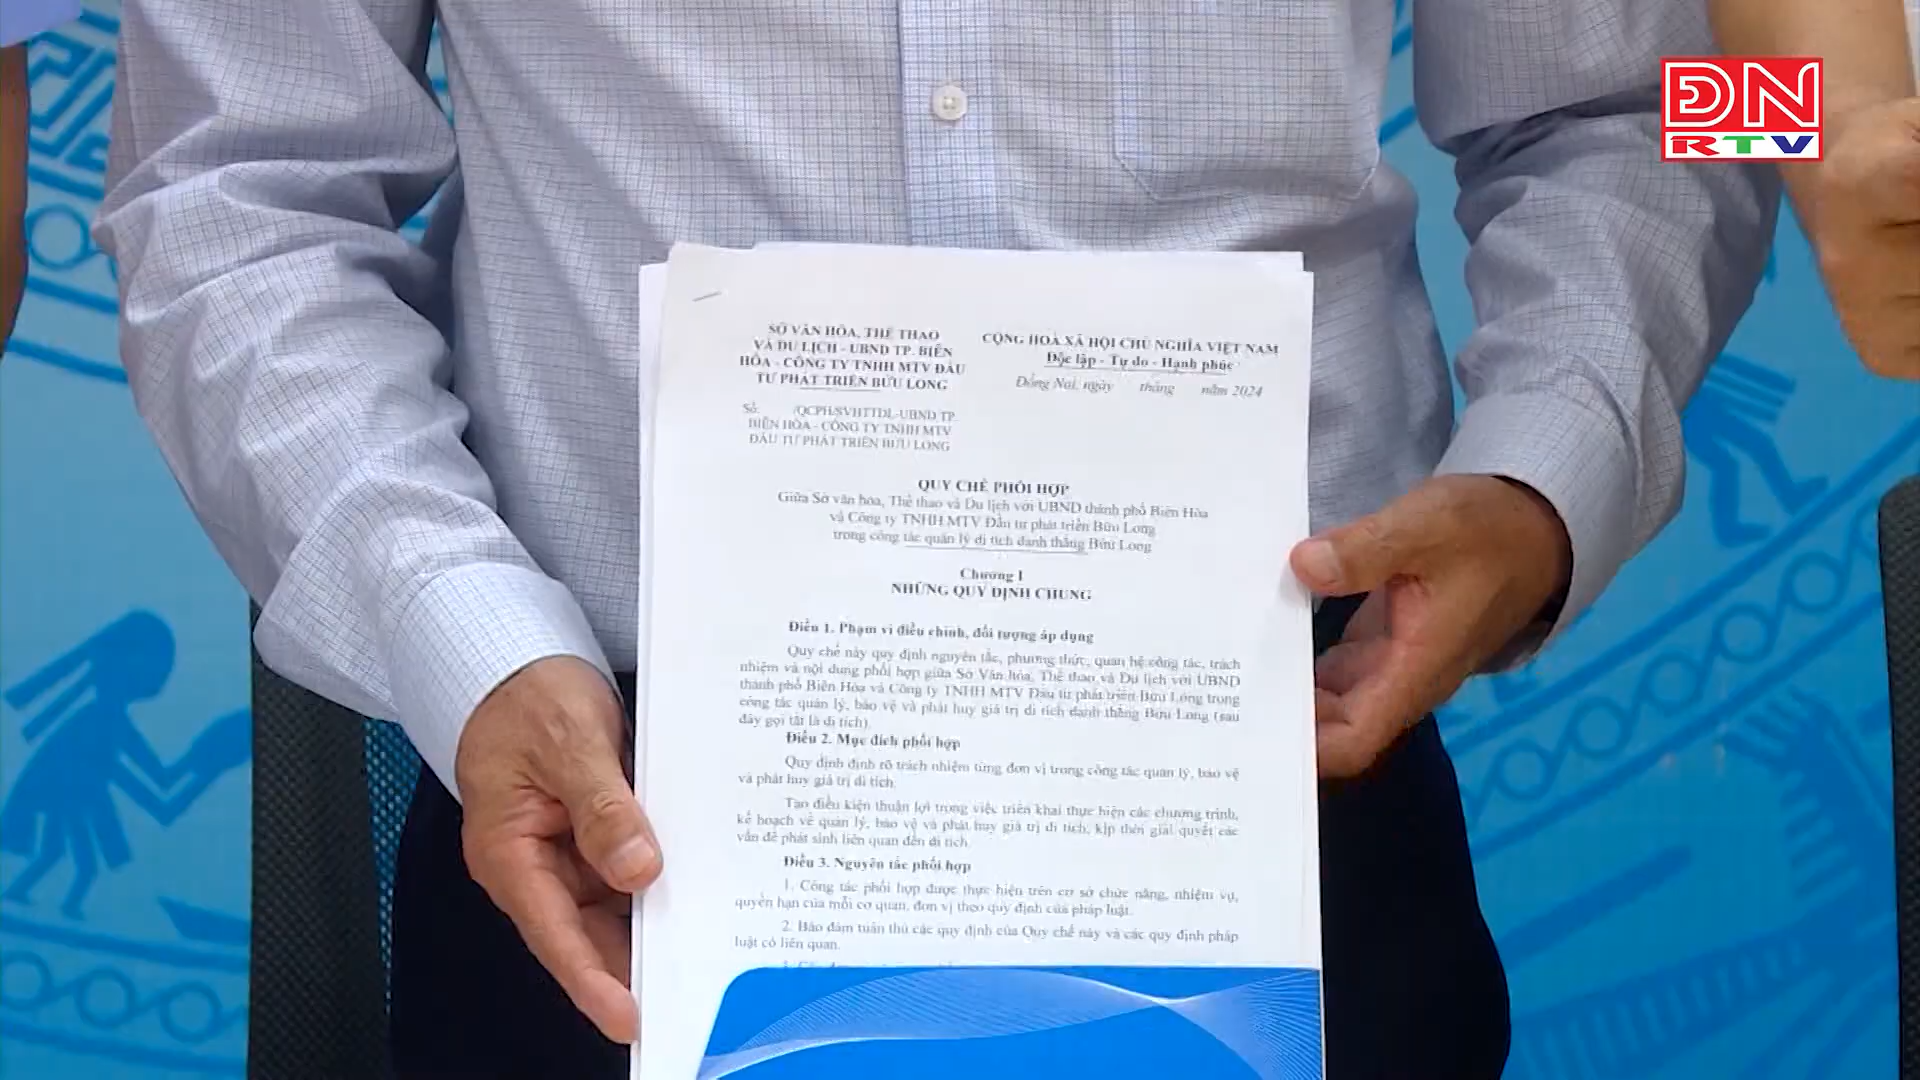 ĐN
RTV
SỞ VĂN HÓA, THỂ THAO
VÀ DU LỊCH - UBND TP. BIÊN
HÒA - CÔNG TY TNHH MTV ĐẦU
TƯ PHÁT TRIỂN BỬU LONG
CỘNG HOÀ XÃ HỘI CHỦ NGHĨA VIỆT NAM
Độc lập - Tự do - Hạnh phúc
Đồng Nai, ngày tháng năm 2024
Số: /QCPH/SVHTTDL-UBND TP.
BIÊN HÒA - CÔNG TY TNHH MTV
ĐẦU TƯ PHÁT TRIỂN BỬU LONG
QUY CHẾ PHỐI HỢP
Giữa Sở văn hóa, Thể thao và Du lịch với UBND thành phố Biên Hòa
và Công ty TNHH MTV Đầu tư phát triển Bửu Long
trong công tác quản lý di tích danh thắng Bửu Long
Chương I
NHỮNG QUY ĐỊNH CHUNG
Điều 1. Phạm vi điều chỉnh, đối tượng áp dụng
Quy chế này quy định nguyên tắc, phương thức, quan hệ công tác, trách
nhiệm và nội dung phối hợp giữa Sở Văn hóa, Thể thao và Du lịch với UBND
thành phố Biên Hòa và Công ty TNHH MTV Đầu tư phát triển Bửu Long trong
công tác quản lý, bảo vệ và phát huy giá trị di tích danh thắng Bửu Long (sau
đây gọi tắt là di tích).
Điều 2. Mục đích phối hợp
Quy định định rõ trách nhiệm từng đơn vị trong công tác quản lý, bảo vệ
và phát huy giá trị di tích.
Tạo điều kiện thuận lợi trong việc triển khai thực hiện các chương trình,
kế hoạch về quản lý, bảo vệ và phát huy giá trị di tích; kịp thời giải quyết các
vấn đề phát sinh liên quan đến di tích.
Điều 3. Nguyên tắc phối hợp
1. Công tác phối hợp được thực hiện trên cơ sở chức năng, nhiệm vụ,
quyền hạn của mỗi cơ quan, đơn vị theo quy định của pháp luật.
2. Bảo đảm tuân thủ các quy định của Quy chế này và các quy định pháp
luật có liên quan.